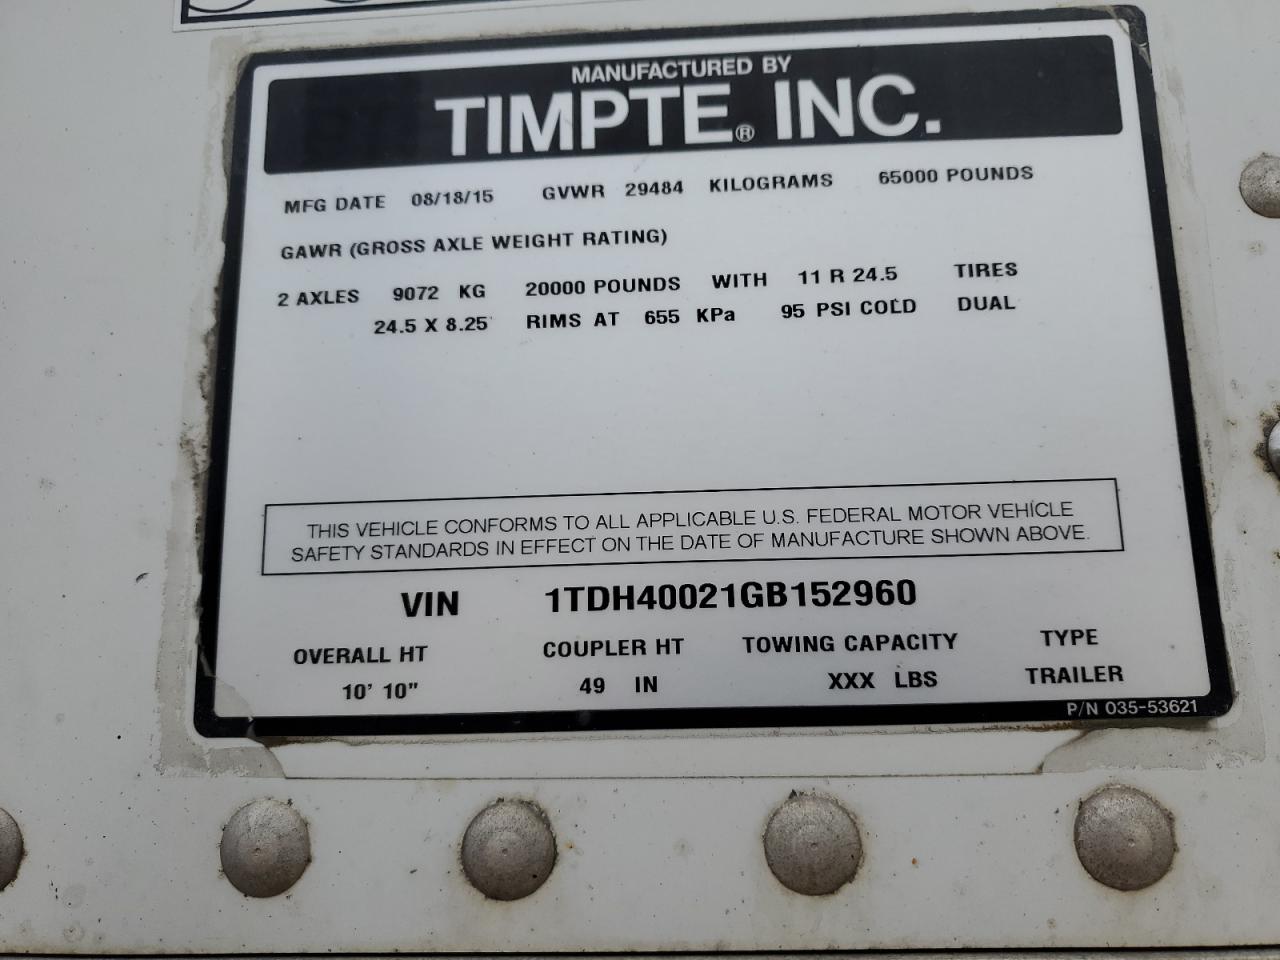 MANUFACTURED BY
TIMPTE® INC.
MFG DATE 08/18/15 GVWR 29484 KILOGRAMS 65000 POUNDS
GAWR (GROSS AXLE WEIGHT RATING)
2 AXLES 9072 KG 20000 POUNDS WITH 11 R 24.5 TIRES
24.5 X 8.25 RIMS AT 655 KPa 95 PSI COLD DUAL
THIS VEHICLE CONFORMS TO ALL APPLICABLE U.S. FEDERAL MOTOR VEHICLE
SAFETY STANDARDS IN EFFECT ON THE DATE OF MANUFACTURE SHOWN ABOVE.
VIN 1TDH40021GB152960
OVERALL HT COUPLER HT TOWING CAPACITY TYPE
10' 10" 49 IN XXX LBS TRAILER
P/N 035-53621